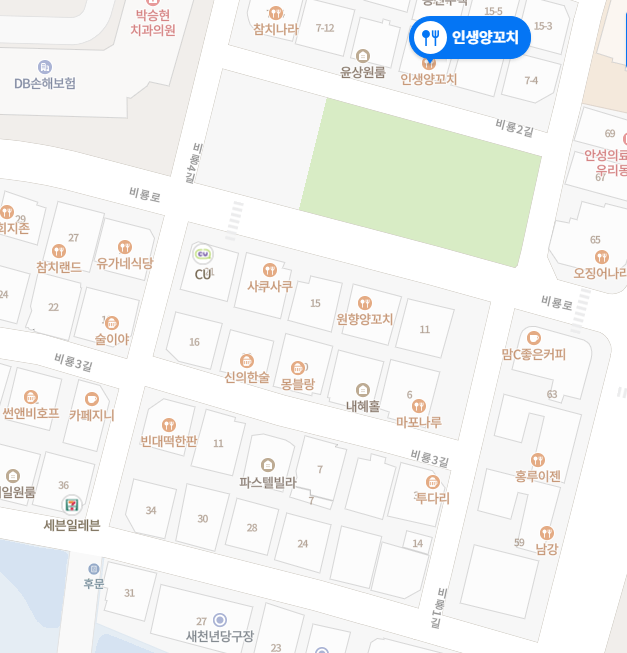 박승현
치과의원
참치나라
7-12
15-5
15-3
인생양꼬치
DB손해보험
윤상원룸
인생양꼬치
7-4
비룡2길
69
안성의료
우리동
67
비룡4길
비룡로
29
희지존
27
참치랜드
유가네식당
CU
사쿠사쿠
65
오징어나라
24
22
술이야
15
원향양꼬치
11
비룡로
16
맘C좋은커피
비룡3길
신의한술
몽블랑
내혜홀
6
마포나루
63
썬앤비호프
카페지니
빈대떡한판
11
비룡3길
7
파스텔빌라
투다리
홍루이젠
일원룸
36
세븐일레븐
7
34
30
28
24
14
59
남강
후문
31
27
새천년당구장
비룡1길
23